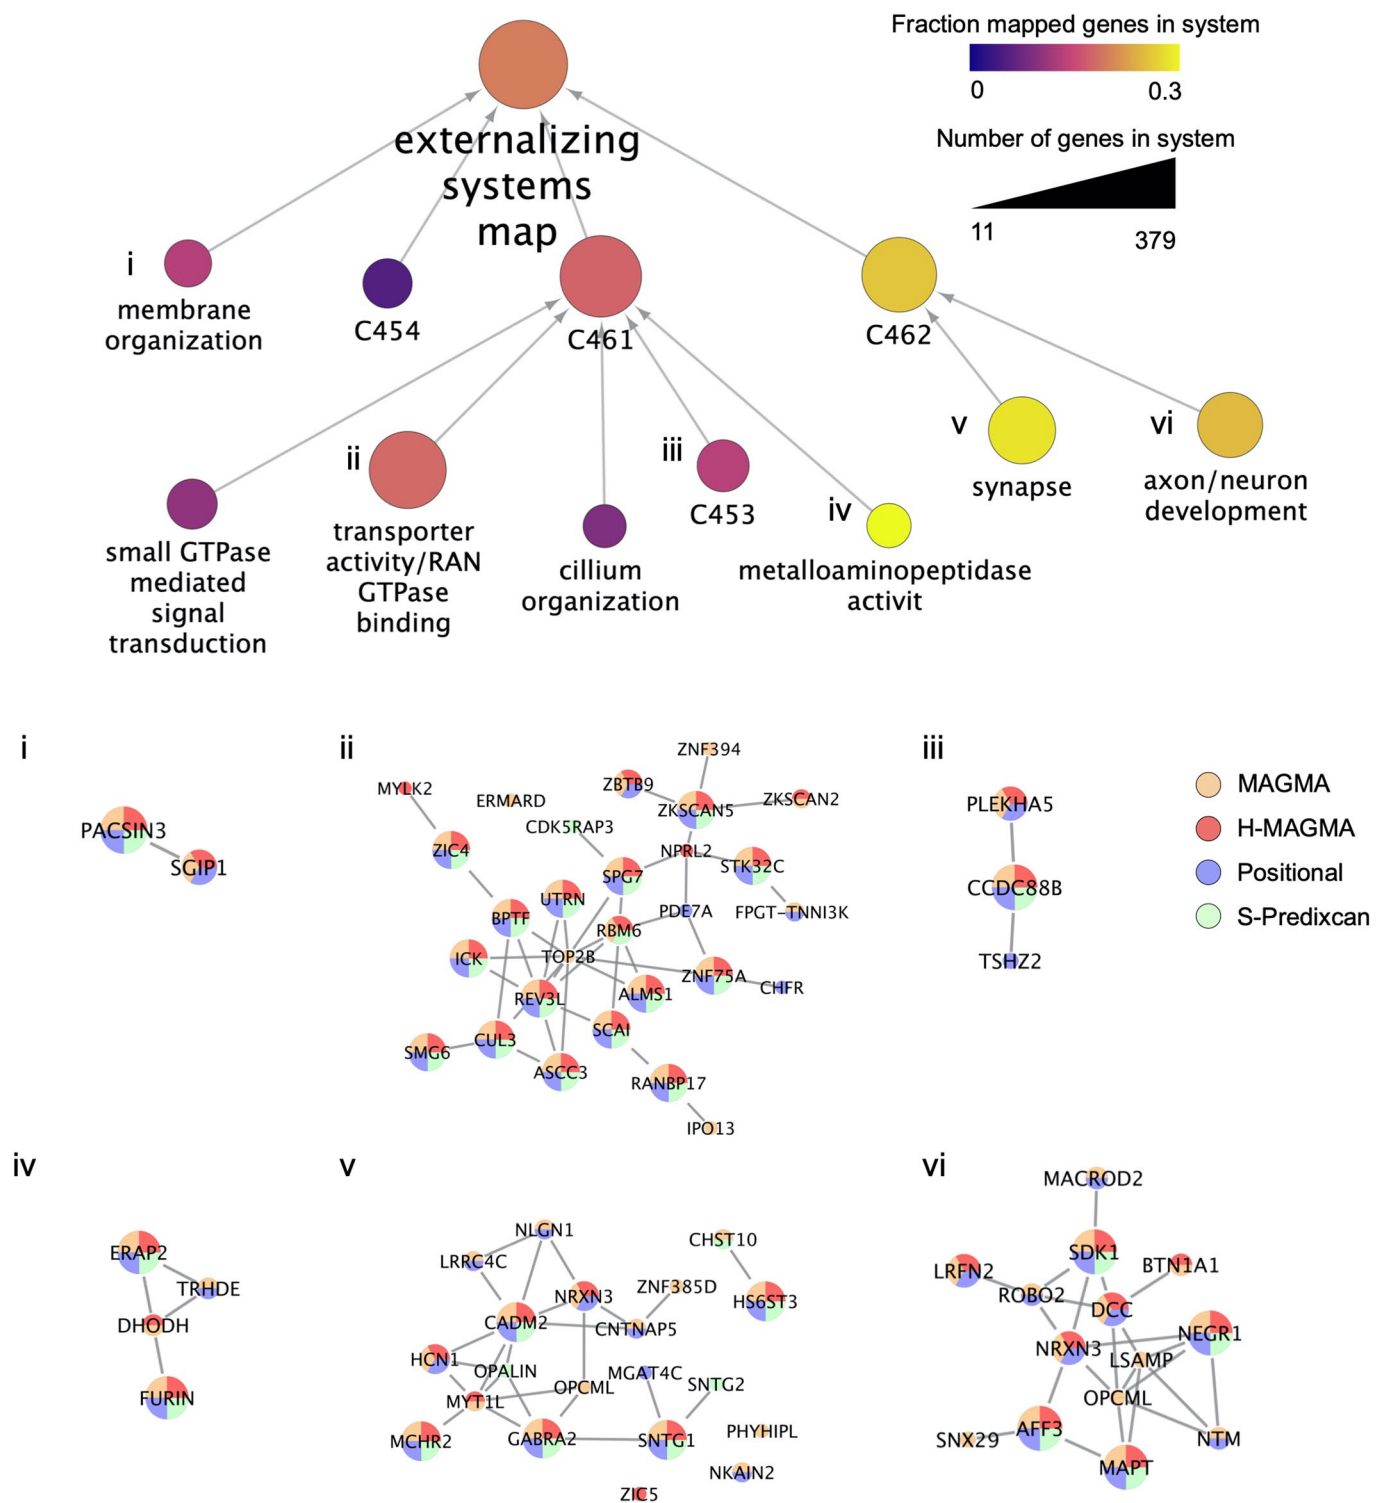 Fraction mapped genes in system
0
0.3
Number of genes in system
11
379
externalizing
systems
map
i
membrane
organization
C454
C461
C462
small GTPase
mediated
signal
transduction
ii
transporter
activity/RAN
GTPase
binding
cillium
organization
iii
C453
iv
metalloaminopeptidase
activit
v
synapse
vi
axon/neuron
development
i
PACSIN3
SGIP1
ii
ZNF394
MYLK2
ZBTB9
ERMARD
ZKSCAN2
ZKSCAN5
CDK5RAP3
ZIC4
NPRL2
STK32C
SPG7
UTRN
PDE7A
FPGT-TNNI3K
BPTF
RBM6
ICK
TOP2B
ZNF75A
CHFR
REV3L
ALMS1
SCAI
CUL3
SMG6
ASCC3
RANBP17
IPO13
iii
PLEKHA5
CCDC88B
TSHZ2
MAGMA
H-MAGMA
Positional
S-Predixcan
iv
ERAP2
TRHDE
DHODH
FURIN
v
NLGN1
CHST10
LRRC4C
ZNF385D
NRXN3
HS6ST3
CADM2
CNTNAP5
HCN1
OPALIN
MGAT4C
OPCML
SNTG2
MYT1L
PHYHIPL
MCHR2
GABRA2
SNTG1
NKAIN2
ZIC5
vi
MACROD2
SDK1
BTN1A1
LRFN2
ROBO2
DCC
NEGR1
NRXN3
LSAMP
OPCML
SNX29
AFF3
NTM
MAPT